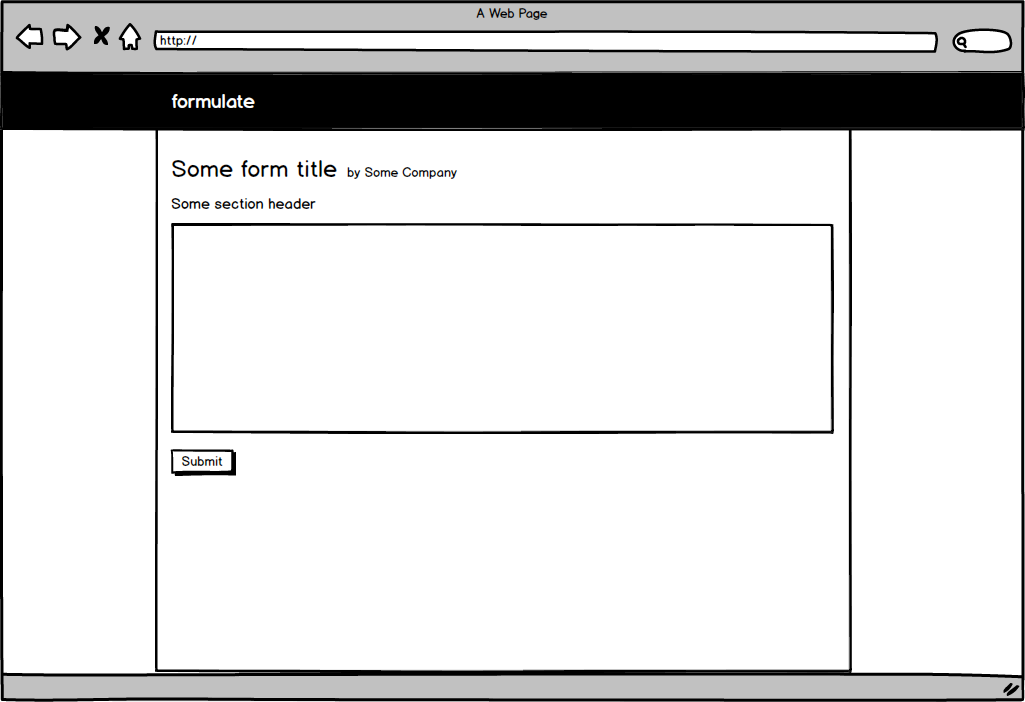 A Web Page
http://
formulate
Some form title by Some Company
Some section header
Submit